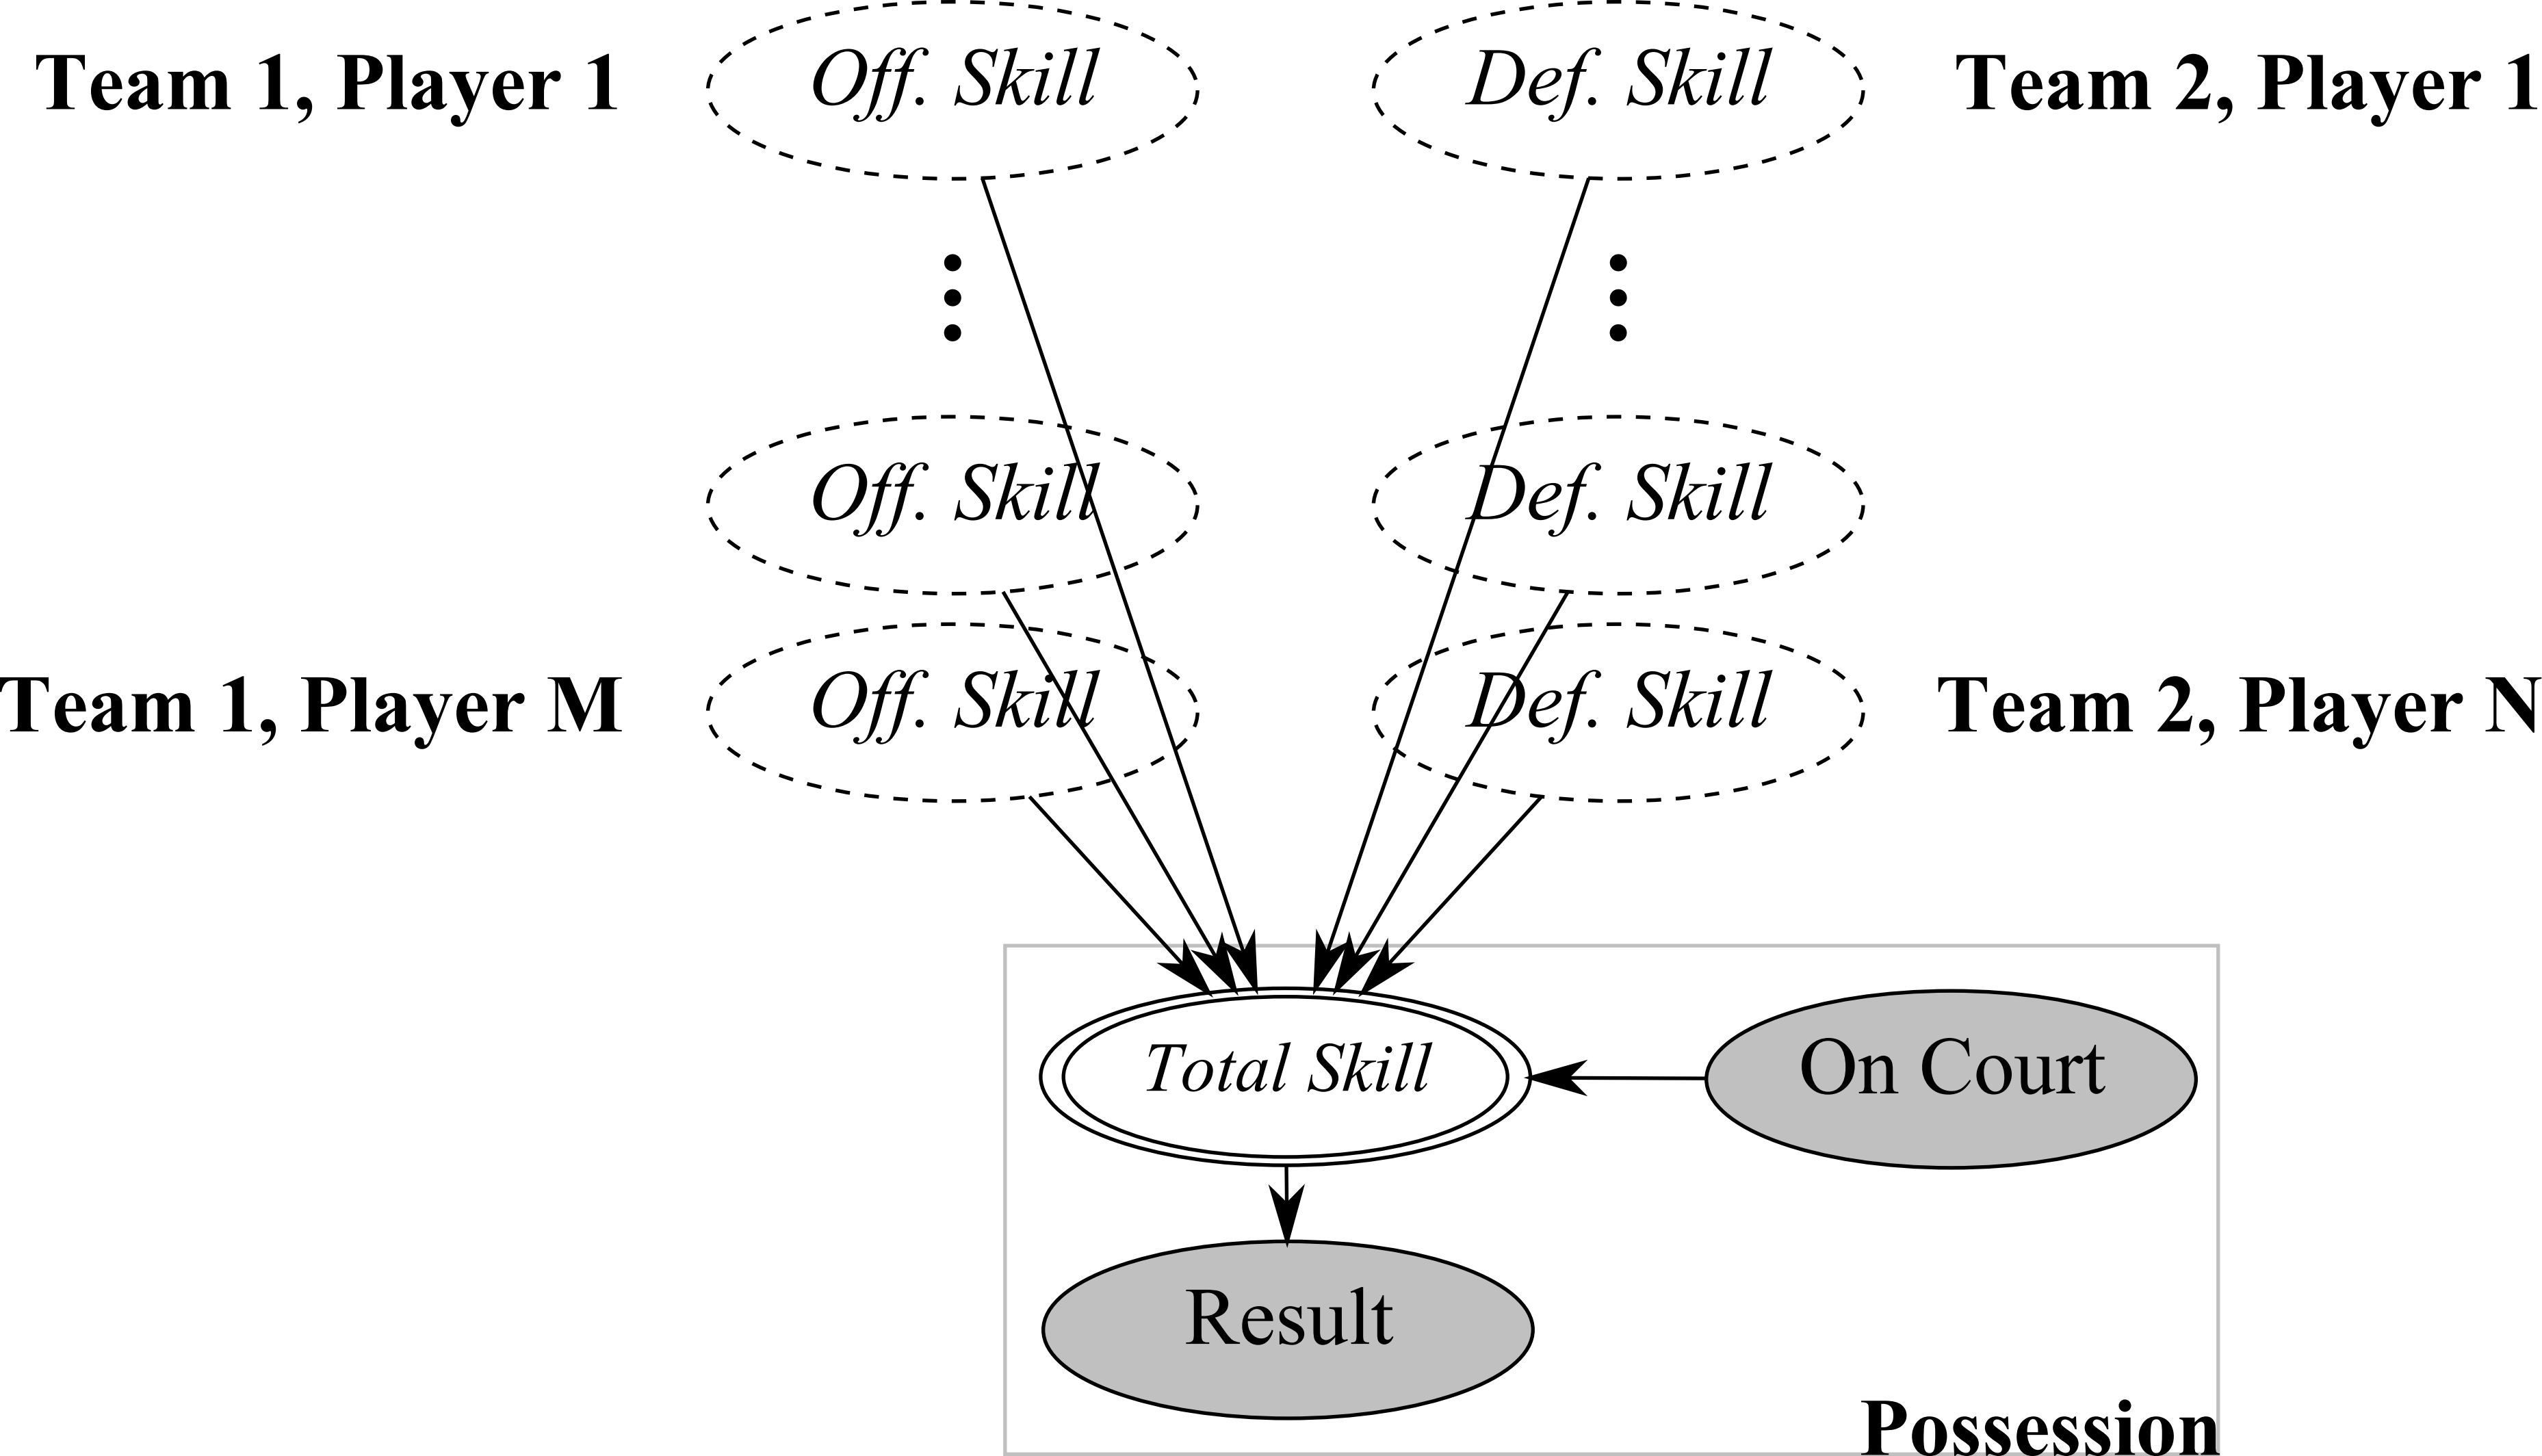 Team 1, Player 1 Off. Skill Def. Skill Team 2, Player 1
Off. Skill Def. Skill
Team 1, Player M Off. Skill Def. Skill Team 2, Player N
Total Skill On Court
Result
Possession